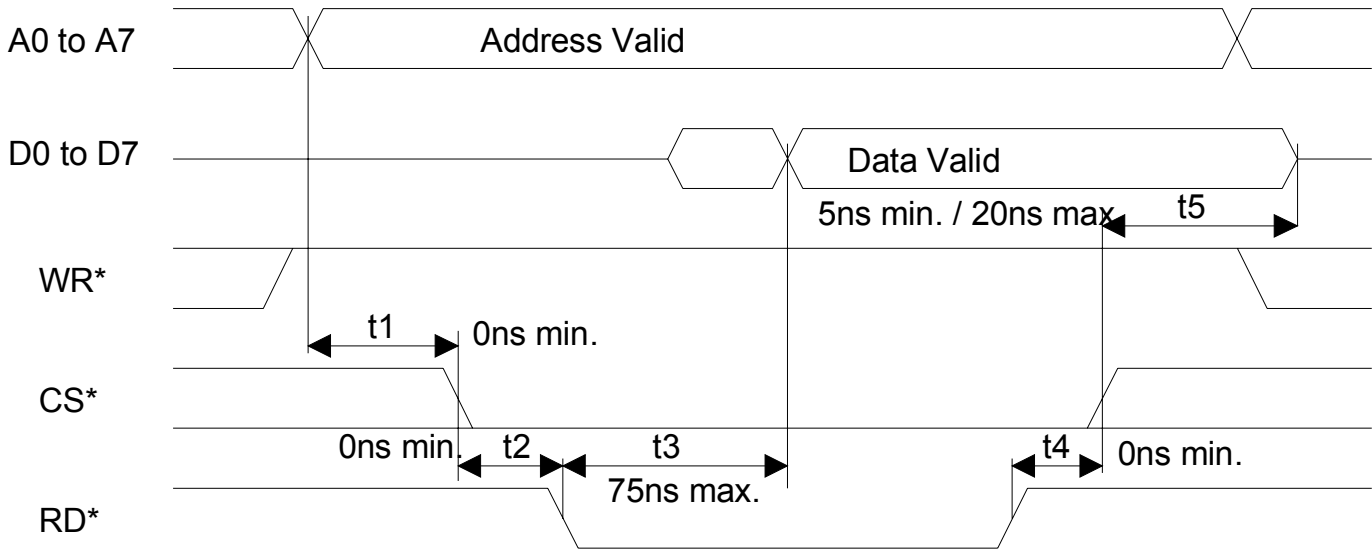 A0 to A7
Address Valid
D0 to D7
Data Valid
5ns min. / 20ns max
t5
WR*
t1
0ns min.
CS*
0ns min.
t2
t3
t4
0ns min.
75ns max.
RD*